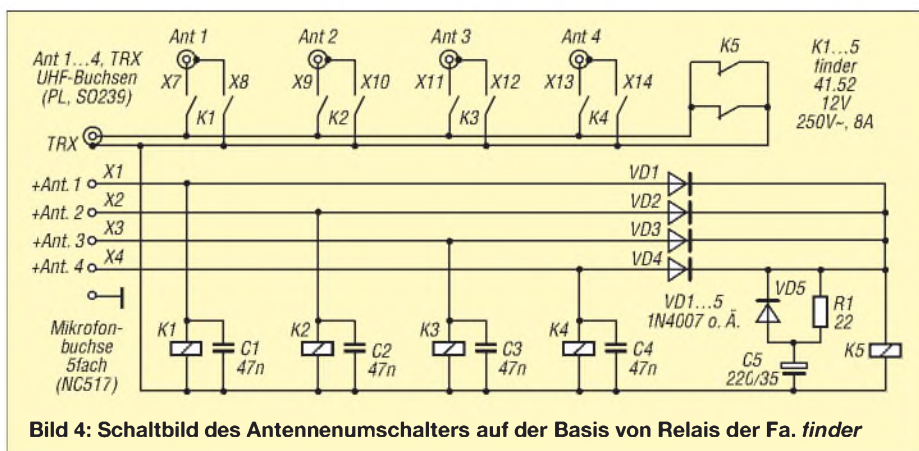 Ant 1 Ant 2 Ant 3 Ant 4 K5
Ant 1...4, TRX
UHF-Buchsen
(PL, SO239)
K1...5
finder
41.52
12V
250V~, 8A
X7 X8 X9 X10 X11 X12 X13 X14
K1 K2 K3 K4
TRX
+Ant. 1 X1 VD1
+Ant. 2 X2 VD2
+Ant. 3 X3 VD3
+Ant. 4 X4 VD4
VD1...5
1N4007 o. Ä.
VD5 R1
22
Mikrofon-
buchse
5fach
(NC517)
K1 C1
47n
K2 C2
47n
K3 C3
47n
K4 C4
47n
C5
220/35
K5
Bild 4: Schaltbild des Antennenumschalters auf der Basis von Relais der Fa. finder